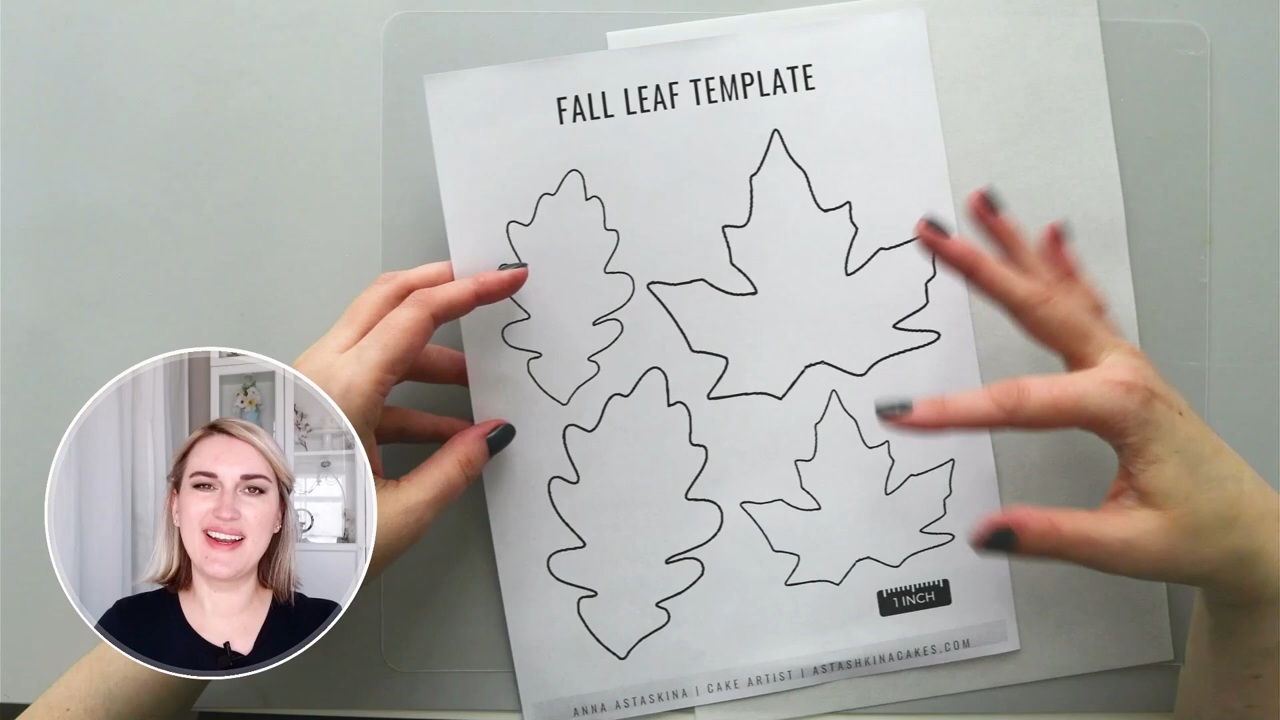 FALL LEAF TEMPLATE
1 INCH
ANNA ASTASKINA | CAKE ARTIST | ASTASHKINACAKES.COM